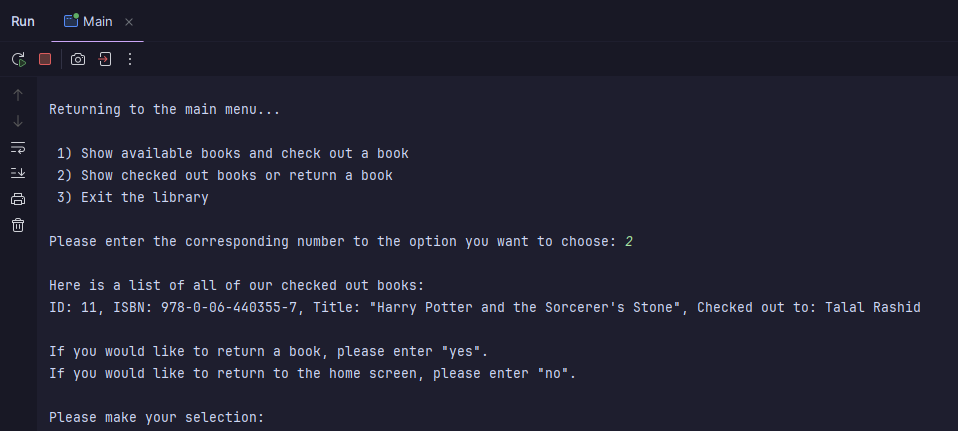 Run Main
Returning to the main menu...
1) Show available books and check out a book
2) Show checked out books or return a book
3) Exit the library
Please enter the corresponding number to the option you want to choose: 2
Here is a list of all of our checked out books:
ID: 11, ISBN: 978-0-06-440355-7, Title: "Harry Potter and the Sorcerer's Stone", Checked out to: Talal Rashid
If you would like to return a book, please enter "yes".
If you would like to return to the home screen, please enter "no".
Please make your selection: